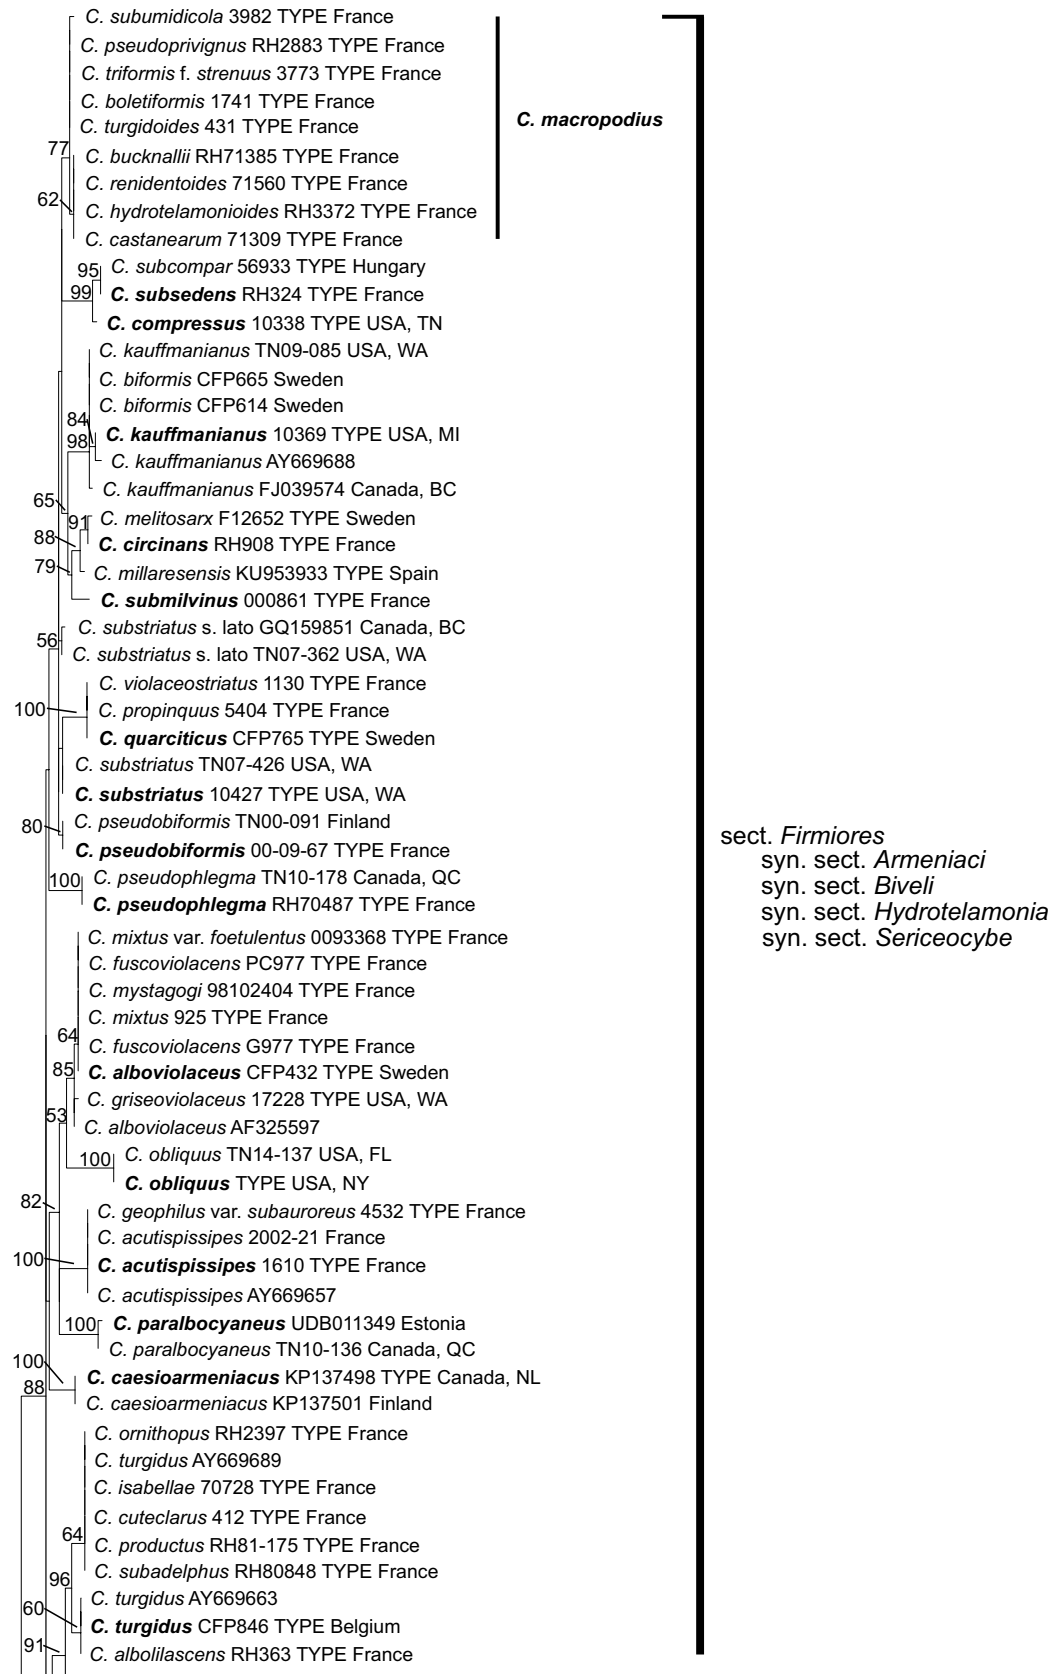 C. subumidicola 3982 TYPE France
C. pseudoprivignus RH2883 TYPE France
C. triformis f. strenuus 3773 TYPE France
C. boletiformis 1741 TYPE France
C. turgidoides 431 TYPE France
C. macropodius
77
C. bucknallii RH71385 TYPE France
C. renidentoides 71560 TYPE France
62
C. hydrotelamonioides RH3372 TYPE France
C. castanearum 71309 TYPE France
95
C. subcompar 56933 TYPE Hungary
99
C. subsedens RH324 TYPE France
C. compressus 10338 TYPE USA, TN
C. kauffmanianus TN09-085 USA, WA
C. biformis CFP665 Sweden
C. biformis CFP614 Sweden
84
C. kauffmanianus 10369 TYPE USA, MI
98
C. kauffmanianus AY669688
C. kauffmanianus FJ039574 Canada, BC
65
91
C. melitosarx F12652 TYPE Sweden
88
C. circinans RH908 TYPE France
79
C. millaresensis KU953933 TYPE Spain
C. submilvinus 000861 TYPE France
C. substriatus s. lato GQ159851 Canada, BC
56
C. substriatus s. lato TN07-362 USA, WA
C. violaceostriatus 1130 TYPE France
100
C. propinquus 5404 TYPE France
C. quarciticus CFP765 TYPE Sweden
C. substriatus TN07-426 USA, WA
C. substriatus 10427 TYPE USA, WA
80
C. pseudobiformis TN00-091 Finland
C. pseudobiformis 00-09-67 TYPE France
100
C. pseudophlegma TN10-178 Canada, QC
C. pseudophlegma RH70487 TYPE France
sect. Firmiores
syn. sect. Armeniaci
syn. sect. Biveli
syn. sect. Hydrotelamonia
syn. sect. Sericeocybe
C. mixtus var. foetulentus 0093368 TYPE France
C. fuscoviolacens PC977 TYPE France
C. mystagogi 98102404 TYPE France
C. mixtus 925 TYPE France
64
C. fuscoviolacens G977 TYPE France
85
C. alboviolaceus CFP432 TYPE Sweden
C. griseoviolaceus 17228 TYPE USA, WA
53
C. alboviolaceus AF325597
100
C. obliquus TN14-137 USA, FL
C. obliquus TYPE USA, NY
82
C. geophilus var. subauroreus 4532 TYPE France
C. acutispissipes 2002-21 France
100
C. acutispissipes 1610 TYPE France
C. acutispissipes AY669657
100
C. paralbocyaneus UDB011349 Estonia
C. paralbocyaneus TN10-136 Canada, QC
100
C. caesioarmeniacus KP137498 TYPE Canada, NL
88
C. caesioarmeniacus KP137501 Finland
C. ornithopus RH2397 TYPE France
C. turgidus AY669689
C. isabellae 70728 TYPE France
C. cuteclarus 412 TYPE France
64
C. productus RH81-175 TYPE France
C. subadelphus RH80848 TYPE France
96
C. turgidus AY669663
60
C. turgidus CFP846 TYPE Belgium
91
C. albolilascens RH363 TYPE France